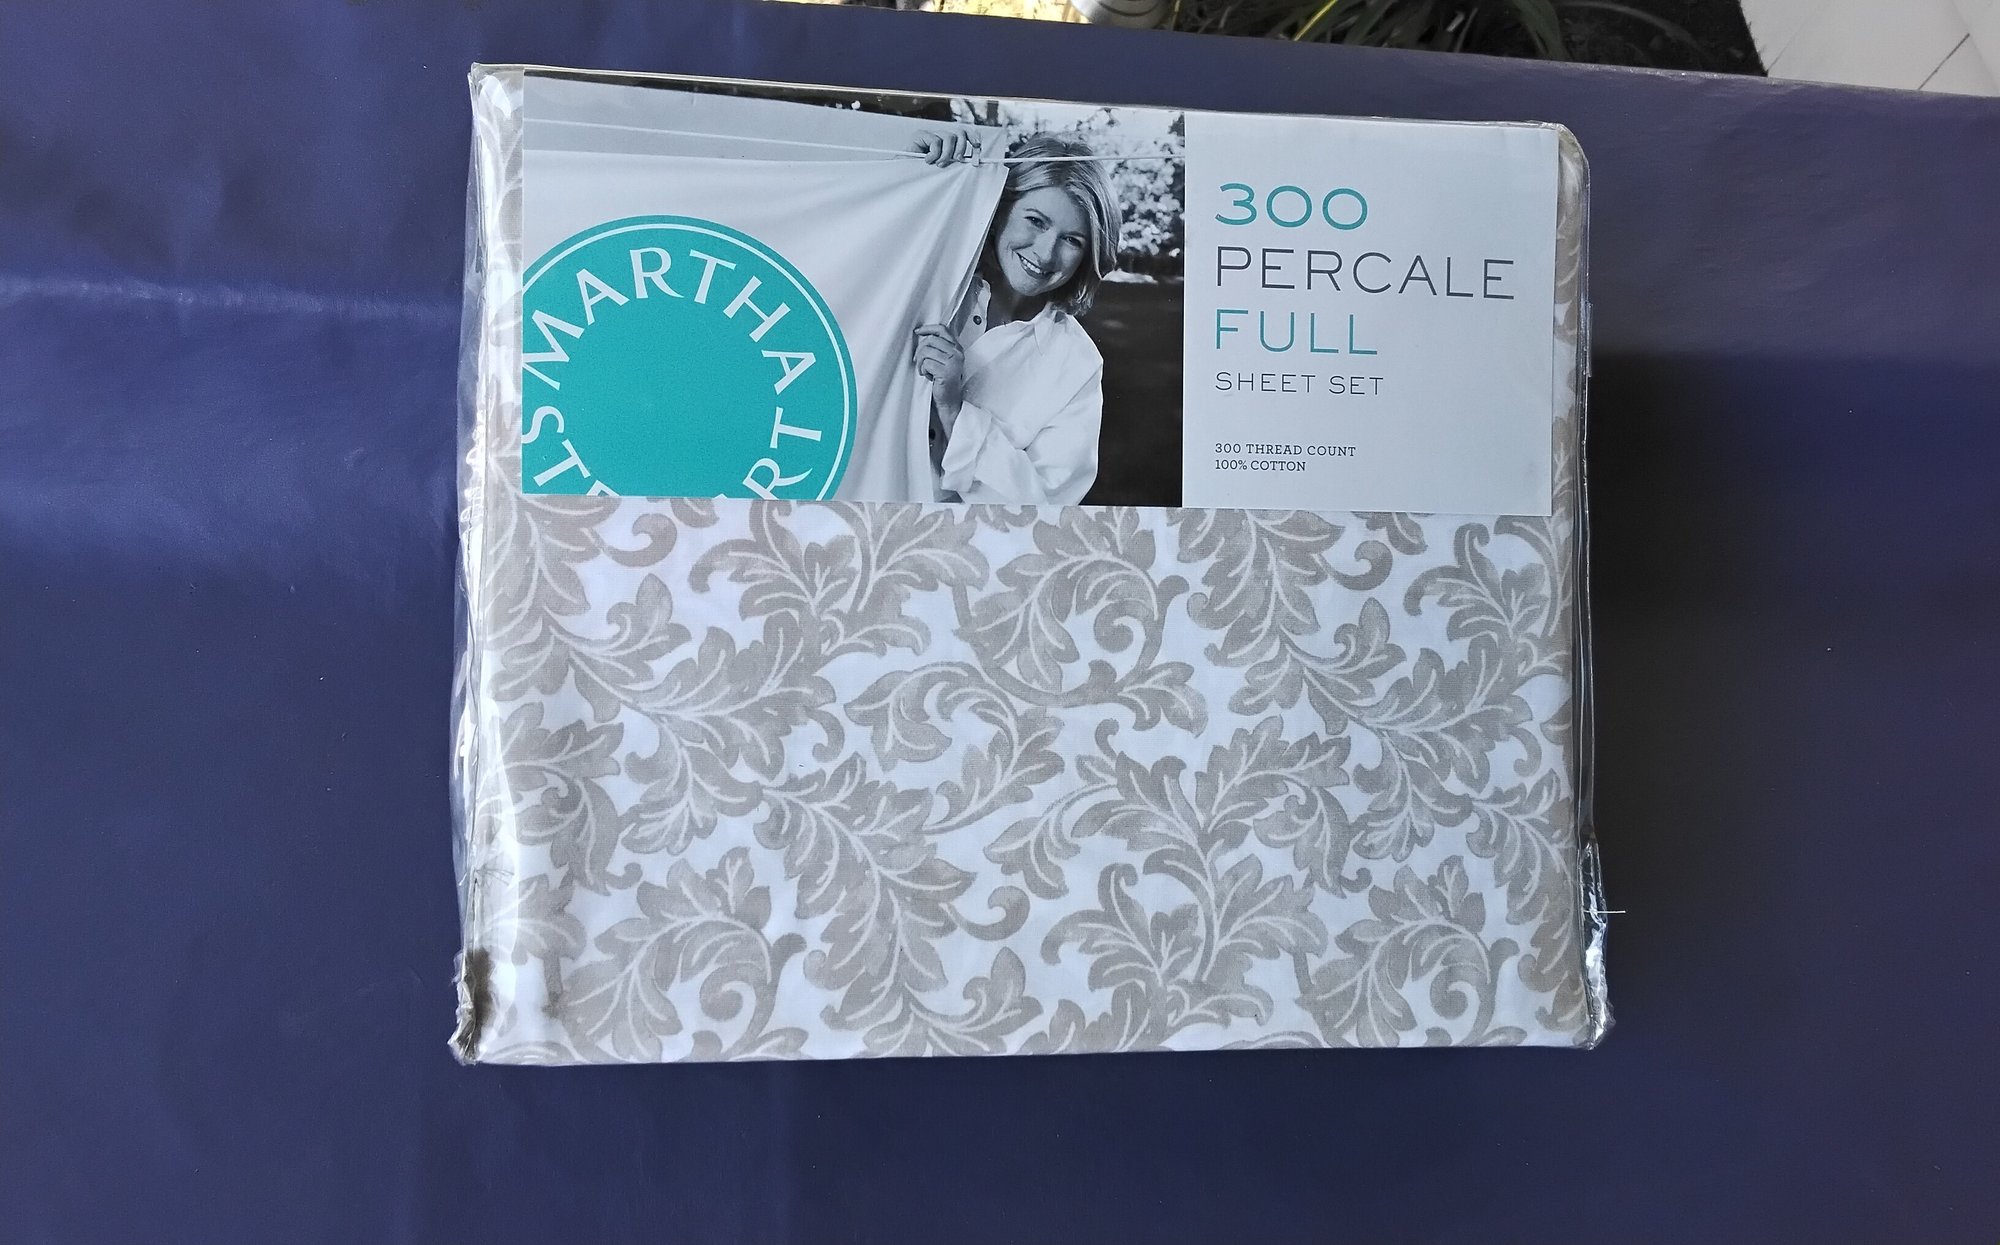 MARTHA
300
PERCALE
FULL
SHEET SET
300 THREAD COUNT
100% COTTON